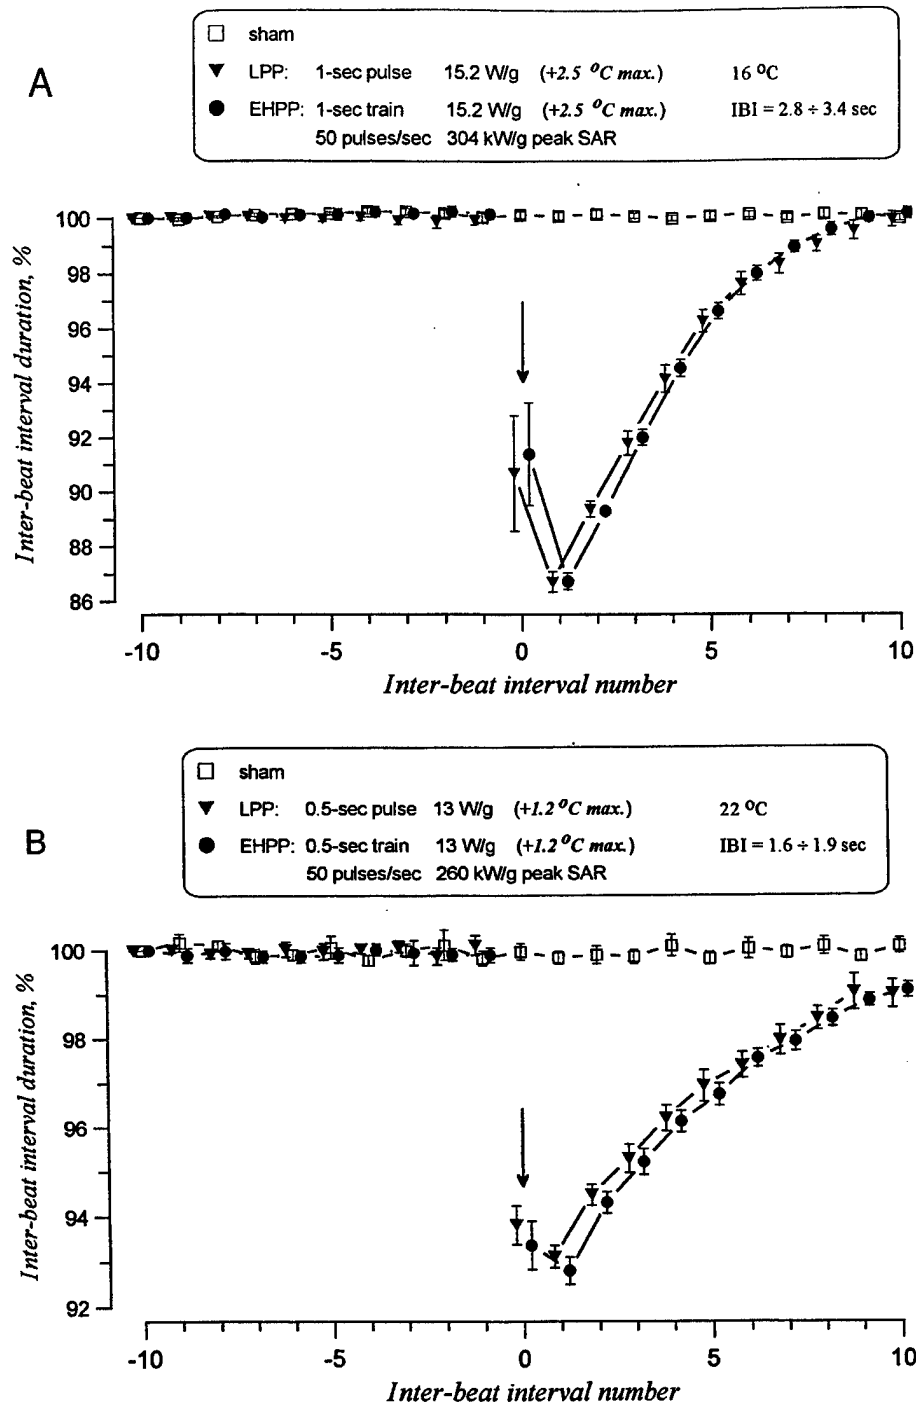 A
sham
LPP: 1-sec pulse 15.2 W/g (+2.5 °C max.) 16 °C
EHPP: 1-sec train 15.2 W/g (+2.5 °C max.) IBI = 2.8 ÷ 3.4 sec
50 pulses/sec 304 kW/g peak SAR
Inter-beat interval duration, %
100
98
96
94
92
90
88
86
-10 -5 0 5 10
Inter-beat interval number
B
sham
LPP: 0.5-sec pulse 13 W/g (+1.2 °C max.) 22 °C
EHPP: 0.5-sec train 13 W/g (+1.2 °C max.) IBI = 1.6 ÷ 1.9 sec
50 pulses/sec 260 kW/g peak SAR
Inter-beat interval duration, %
100
98
96
94
92
-10 -5 0 5 10
Inter-beat interval number